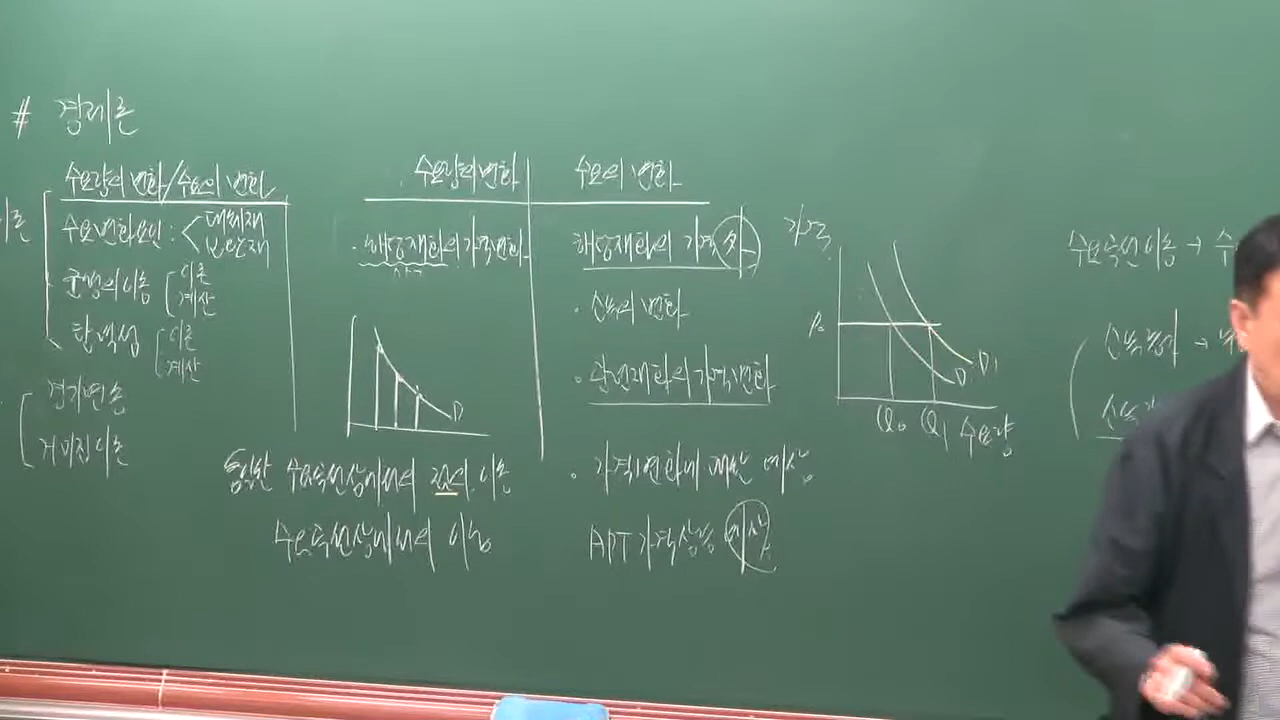 # 경제론
수요량의 변화/수요의 변화
수요변화요인 : 대체재
보완재
균형의 이동 이론
계산
탄력성 이론
계산
경기변동
거미집이론
수요량의 변화
수요의 변화
· 해당재화의 가격변화
해당재화의 가격 外
· 소득의 변화
· 관련재화의 가격변화
· 가격변화에 대한 예상
APT 가격상승 예상
D
동일한 수요곡선상에서의 점의 이동
수요곡선상에서의 이동
가격
P₀
D D₁
Q₀ Q₁ 수요량
수요곡선이동 →
소득증가 →